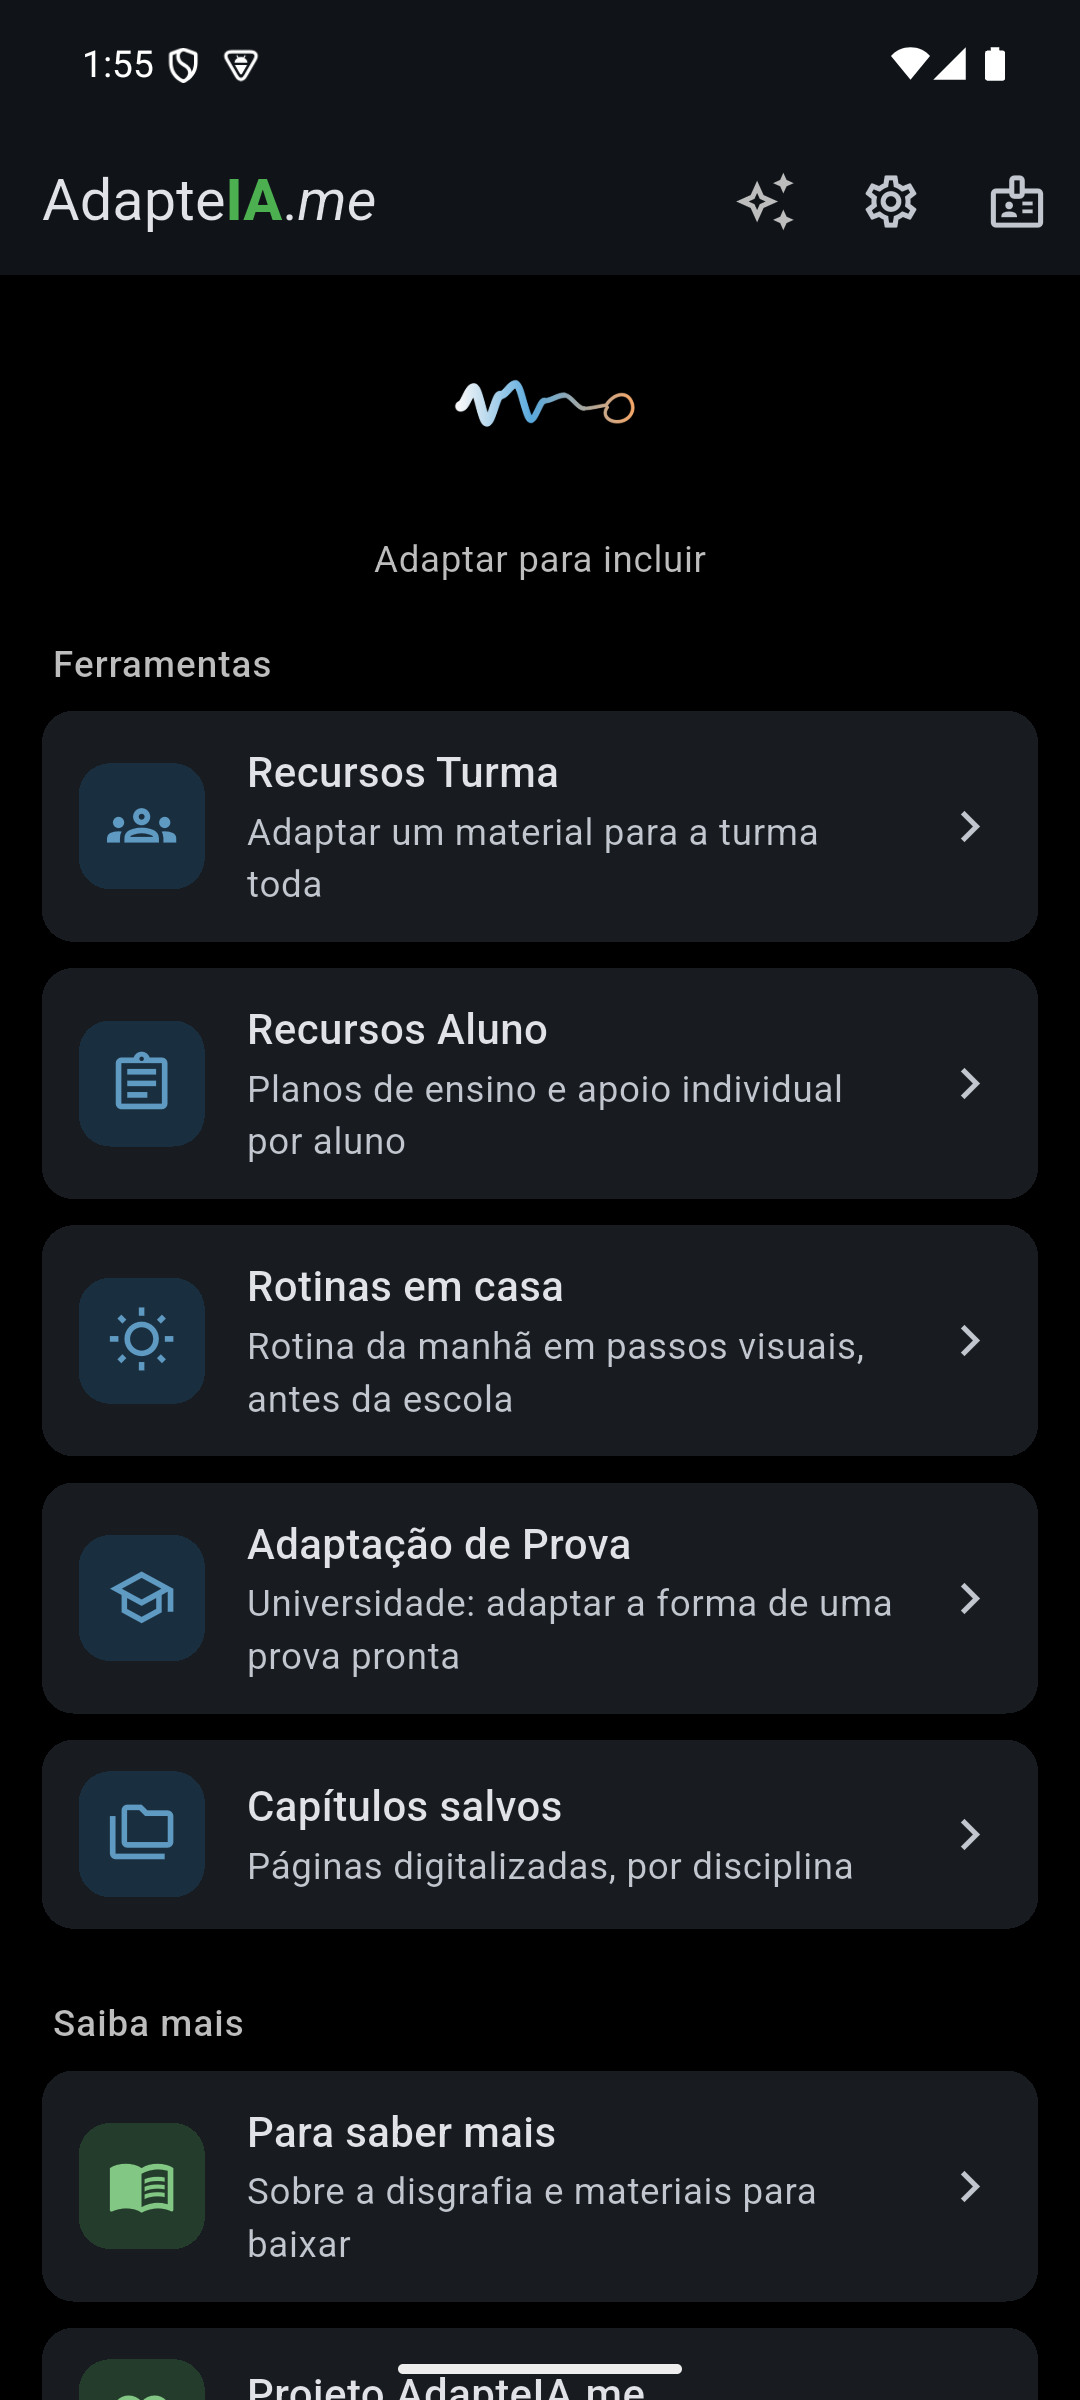 1:55
AdapteIA.me
Adaptar para incluir
Ferramentas
Recursos Turma
Adaptar um material para a turma
toda
Recursos Aluno
Planos de ensino e apoio individual
por aluno
Rotinas em casa
Rotina da manhã em passos visuais,
antes da escola
Adaptação de Prova
Universidade: adaptar a forma de uma
prova pronta
Capítulos salvos
Páginas digitalizadas, por disciplina
Saiba mais
Para saber mais
Sobre a disgrafia e materiais para
baixar
Projeto AdapteIA.me